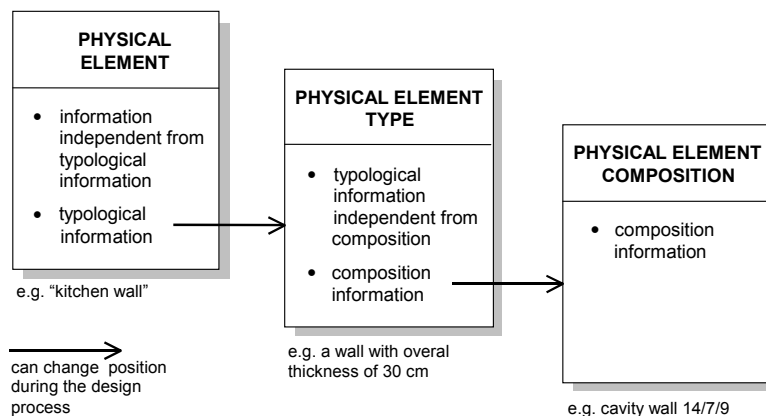 PHYSICAL
ELEMENT
• information
independent from
typological
information
• typological
information
e.g. “kitchen wall”
can change position
during the design
process
PHYSICAL ELEMENT
TYPE
• typological
information
independent from
composition
• composition
information
e.g. a wall with overal
thickness of 30 cm
PHYSICAL ELEMENT
COMPOSITION
• composition
information
e.g. cavity wall 14/7/9